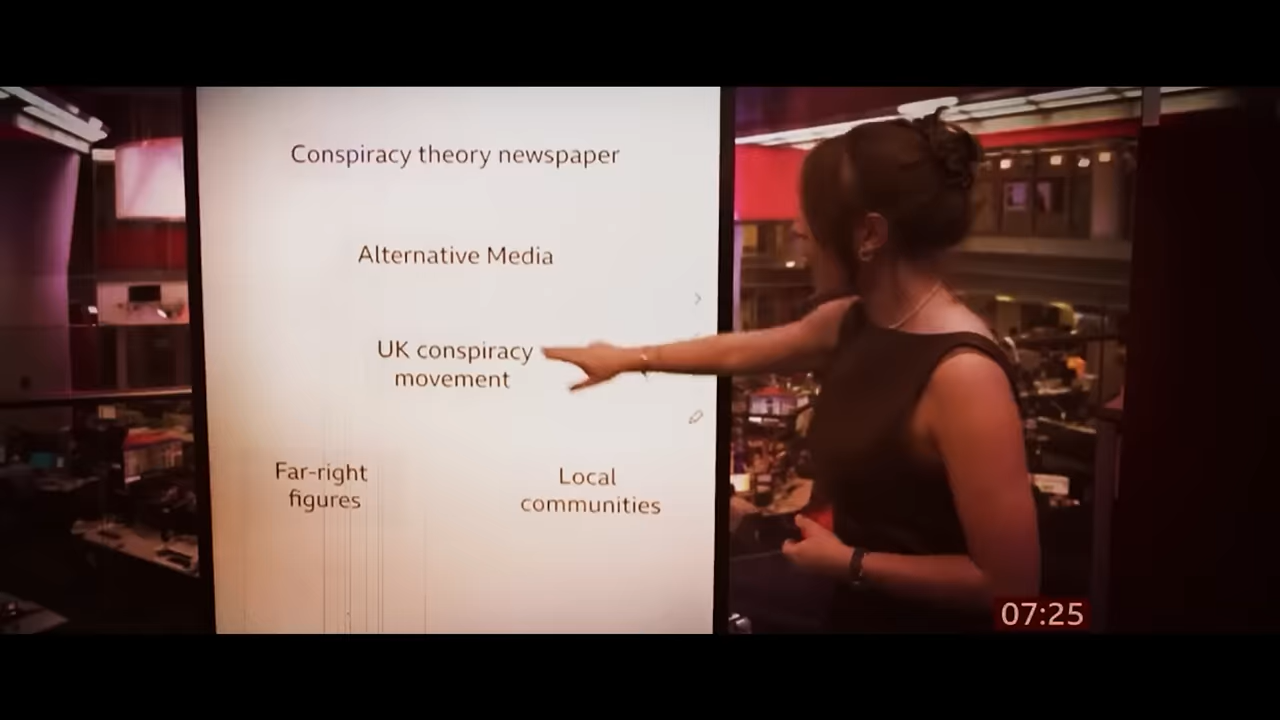 Conspiracy theory newspaper
Alternative Media
UK conspiracy
movement
Far-right
figures
Local
communities
07:25